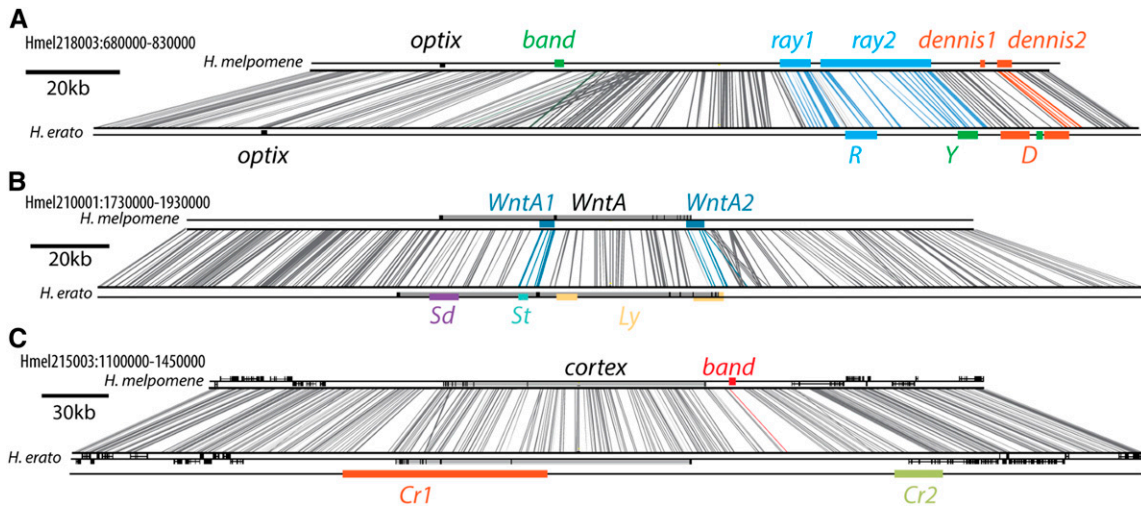 A
Hmel218003:680000-830000
optix band ray1 ray2 dennis1 dennis2
H. melpomene
20kb
H. erato
optix R Y D
B
Hmel210001:1730000-1930000
WntA1 WntA WntA2
H. melpomene
20kb
H. erato
Sd St Ly
C
Hmel215003:1100000-1450000
cortex band
H. melpomene
30kb
H. erato
Cr1 Cr2